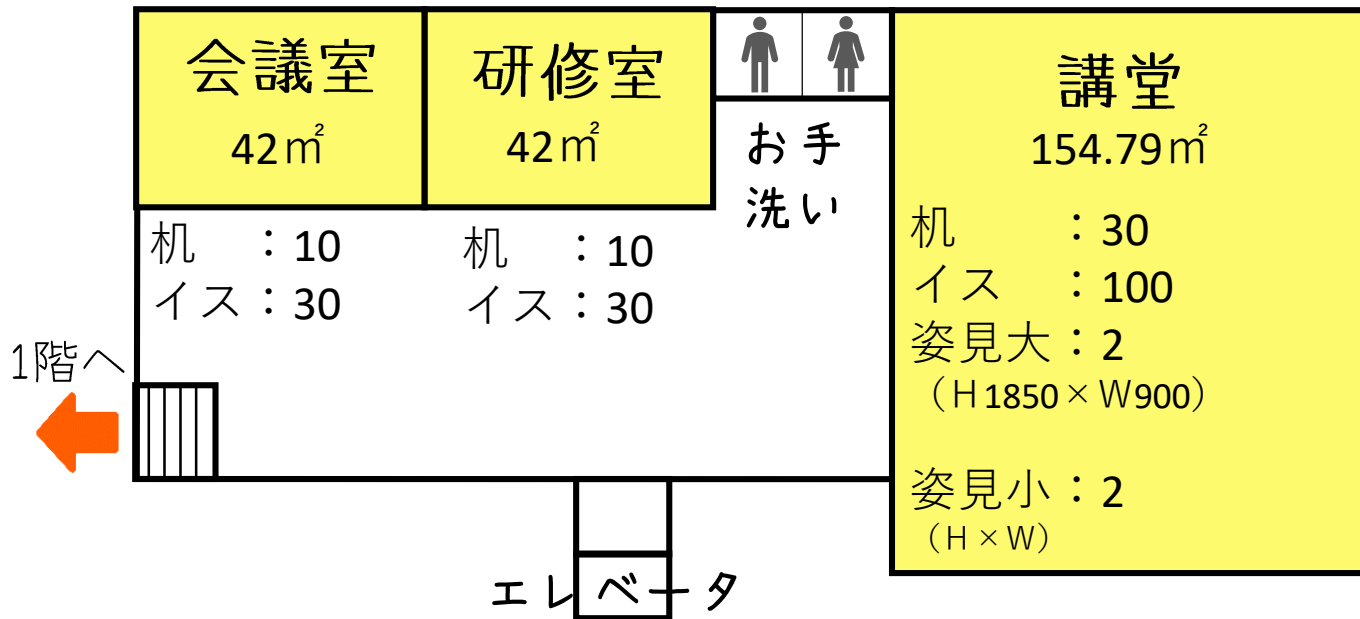 会議室
42㎡
机　：10
イス：30
研修室
42㎡
机　：10
イス：30
お手
洗い
講堂
154.79㎡
机　　：30
イス　：100
姿見大：2
（H1850×W900）
姿見小：2
（H×W）
1階へ
エレベータ